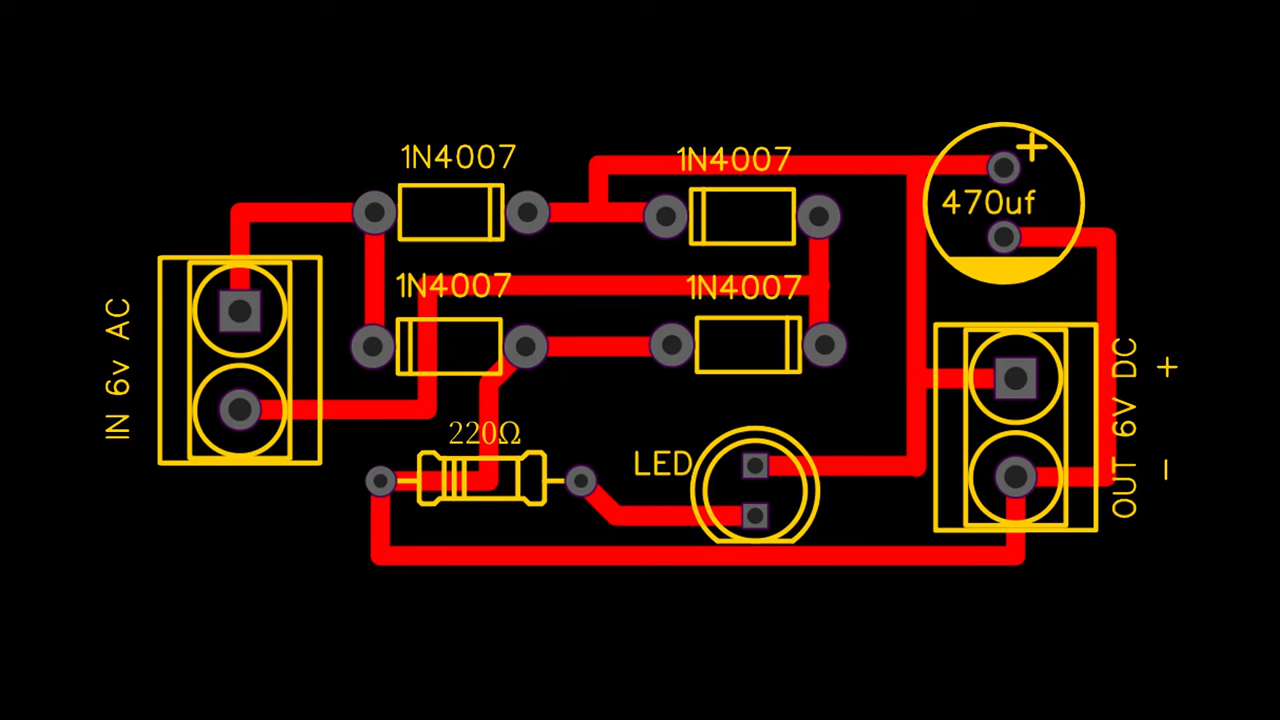 1N4007
1N4007
+
470uf
1N4007
1N4007
IN 6v AC
OUT 6V DC
+
-
220Ω
LED